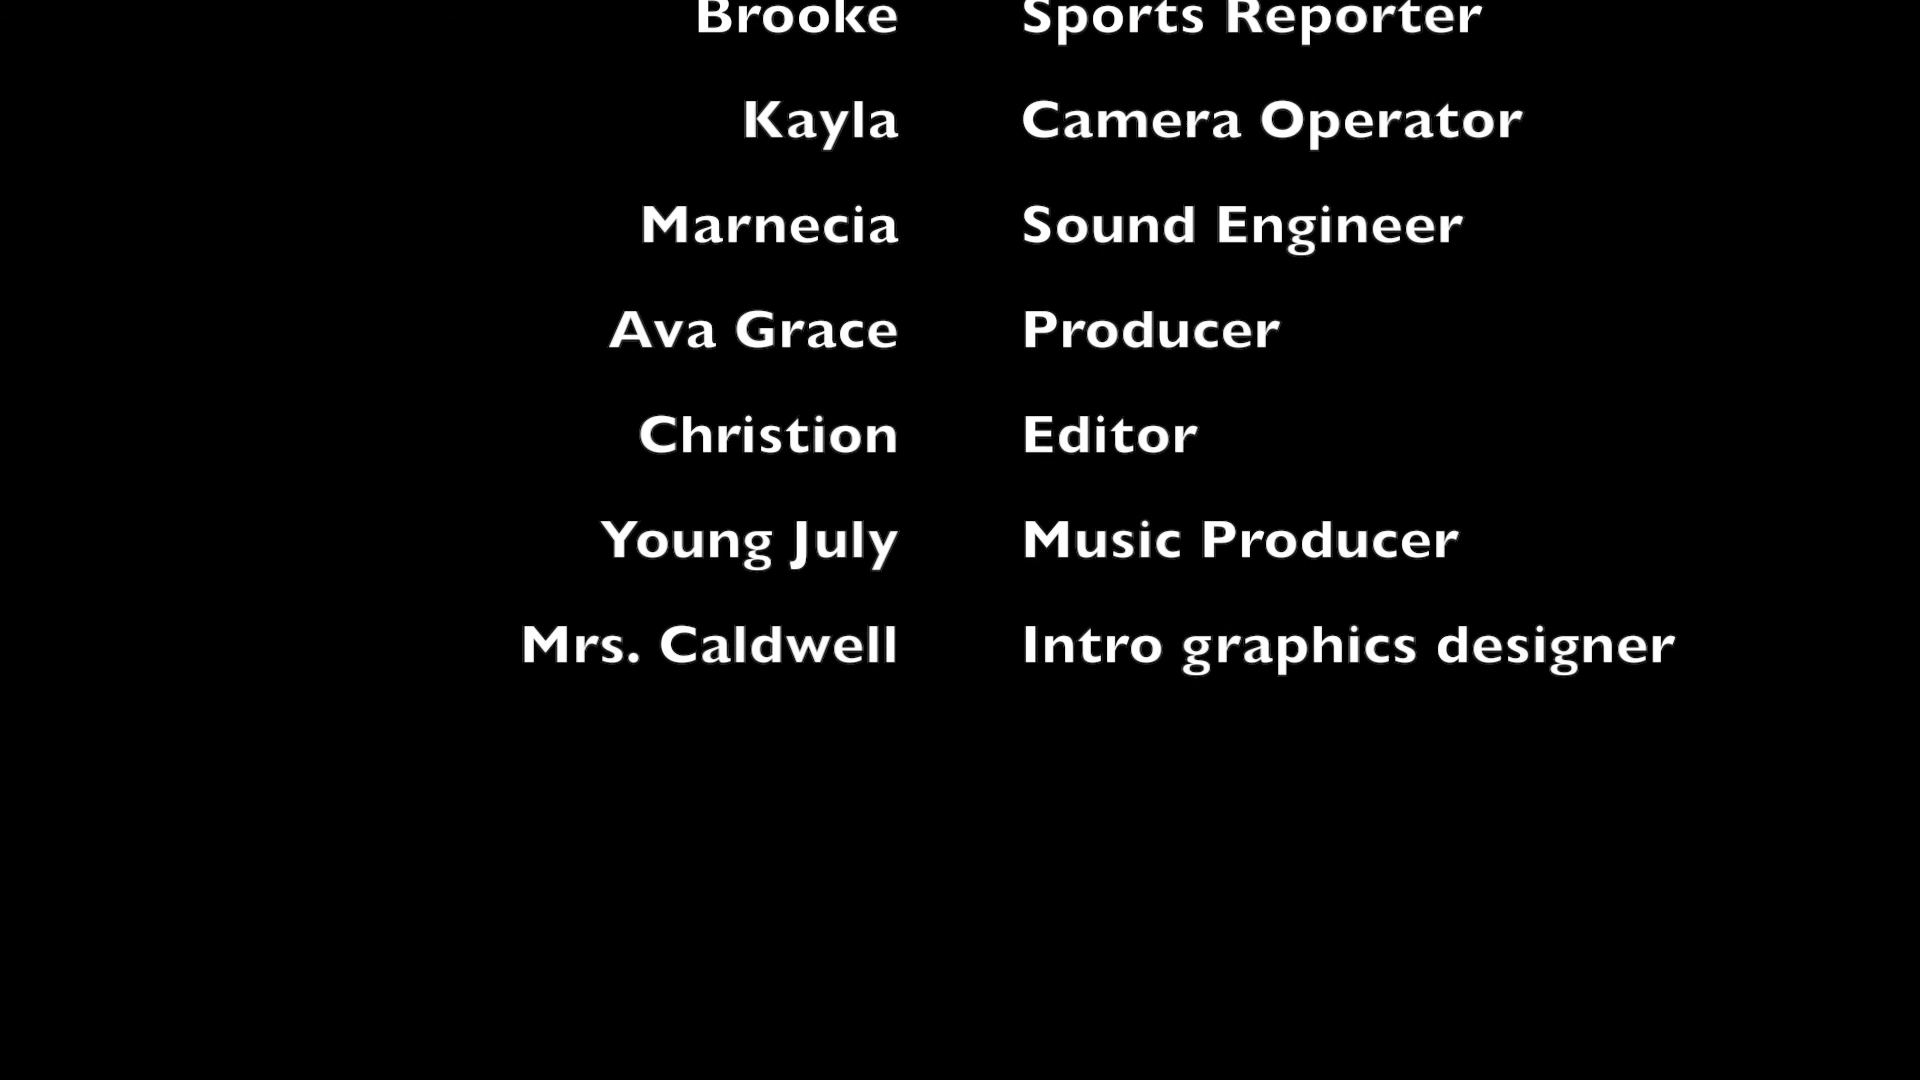 Brooke Sports Reporter
Kayla Camera Operator
Marnecia Sound Engineer
Ava Grace Producer
Christion Editor
Young July Music Producer
Mrs. Caldwell Intro graphics designer